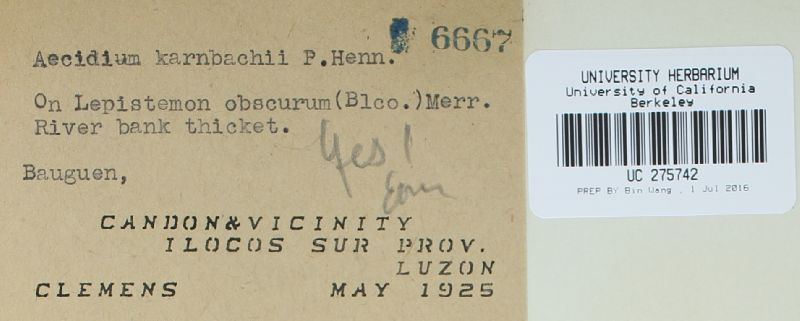 6667
Aecidium karnbachii P.Henn.
On Lepistemon obscurum(Blco.)Merr.
River bank thicket.
Yes!
Bauguen,
CANDON&VICINITY
ILOCOS SUR PROV.
LUZON
CLEMENS MAY 1925
UNIVERSITY HERBARIUM
University of California
Berkeley
UC 275742
PREP BY Bin Wang , 1 Jul 2016